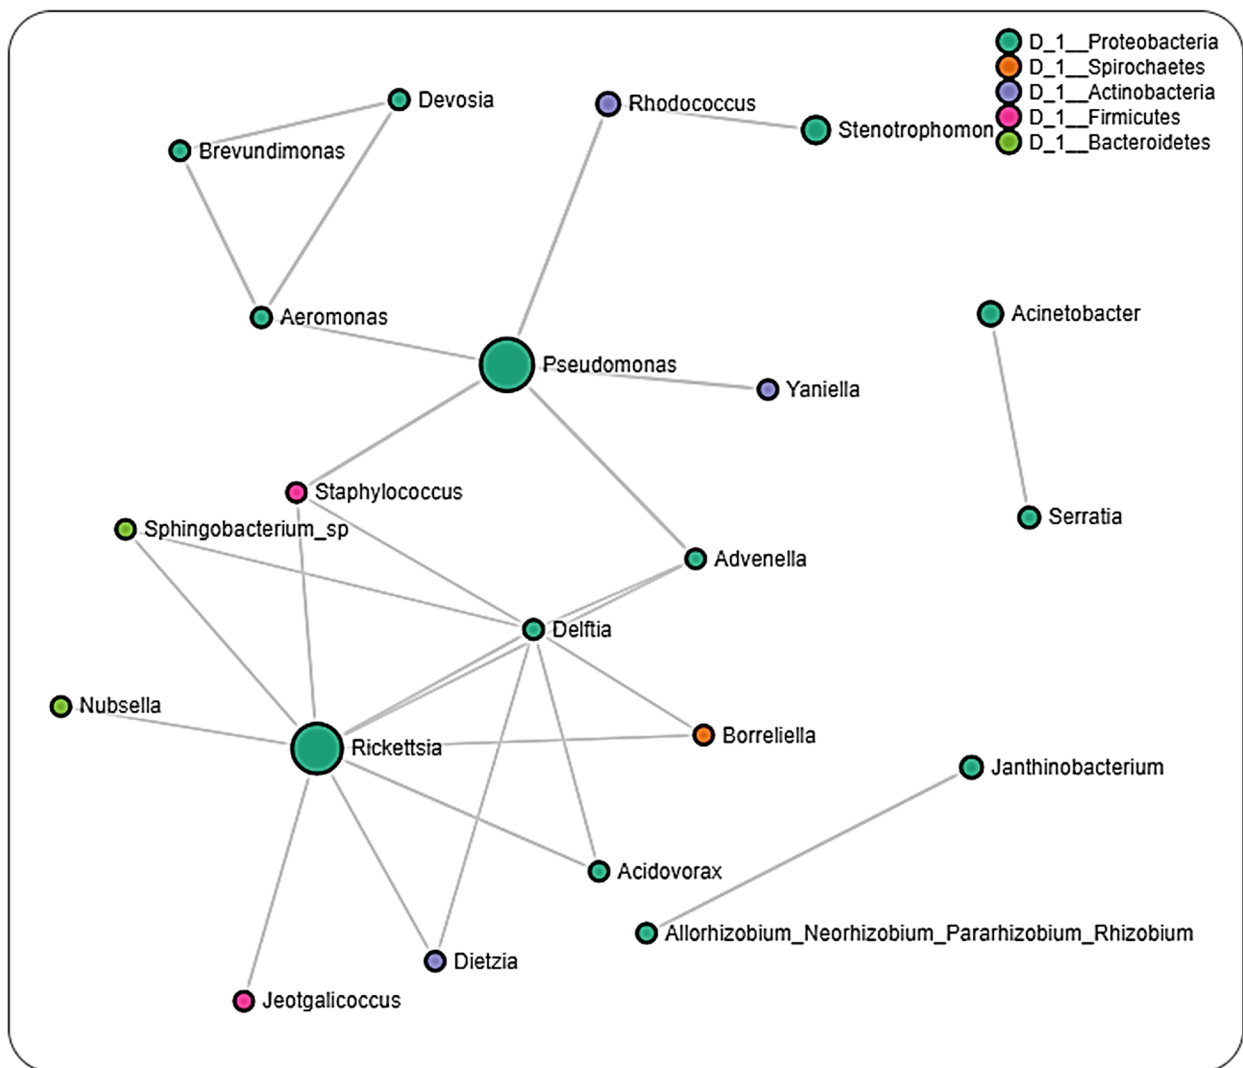 D_1__Proteobacteria
D_1__Spirochaetes
D_1__Actinobacteria
D_1__Firmicutes
D_1__Bacteroidetes
Devosia
Rhodococcus
Stenotrophomon
Brevundimonas
Aeromonas
Acinetobacter
Pseudomonas
Yaniella
Staphylococcus
Sphingobacterium_sp
Serratia
Advenella
Delftia
Nubsella
Rickettsia
Borreliella
Janthinobacterium
Acidovorax
Allorhizobium_Neorhizobium_Pararhizobium_Rhizobium
Dietzia
Jeotgalicoccus